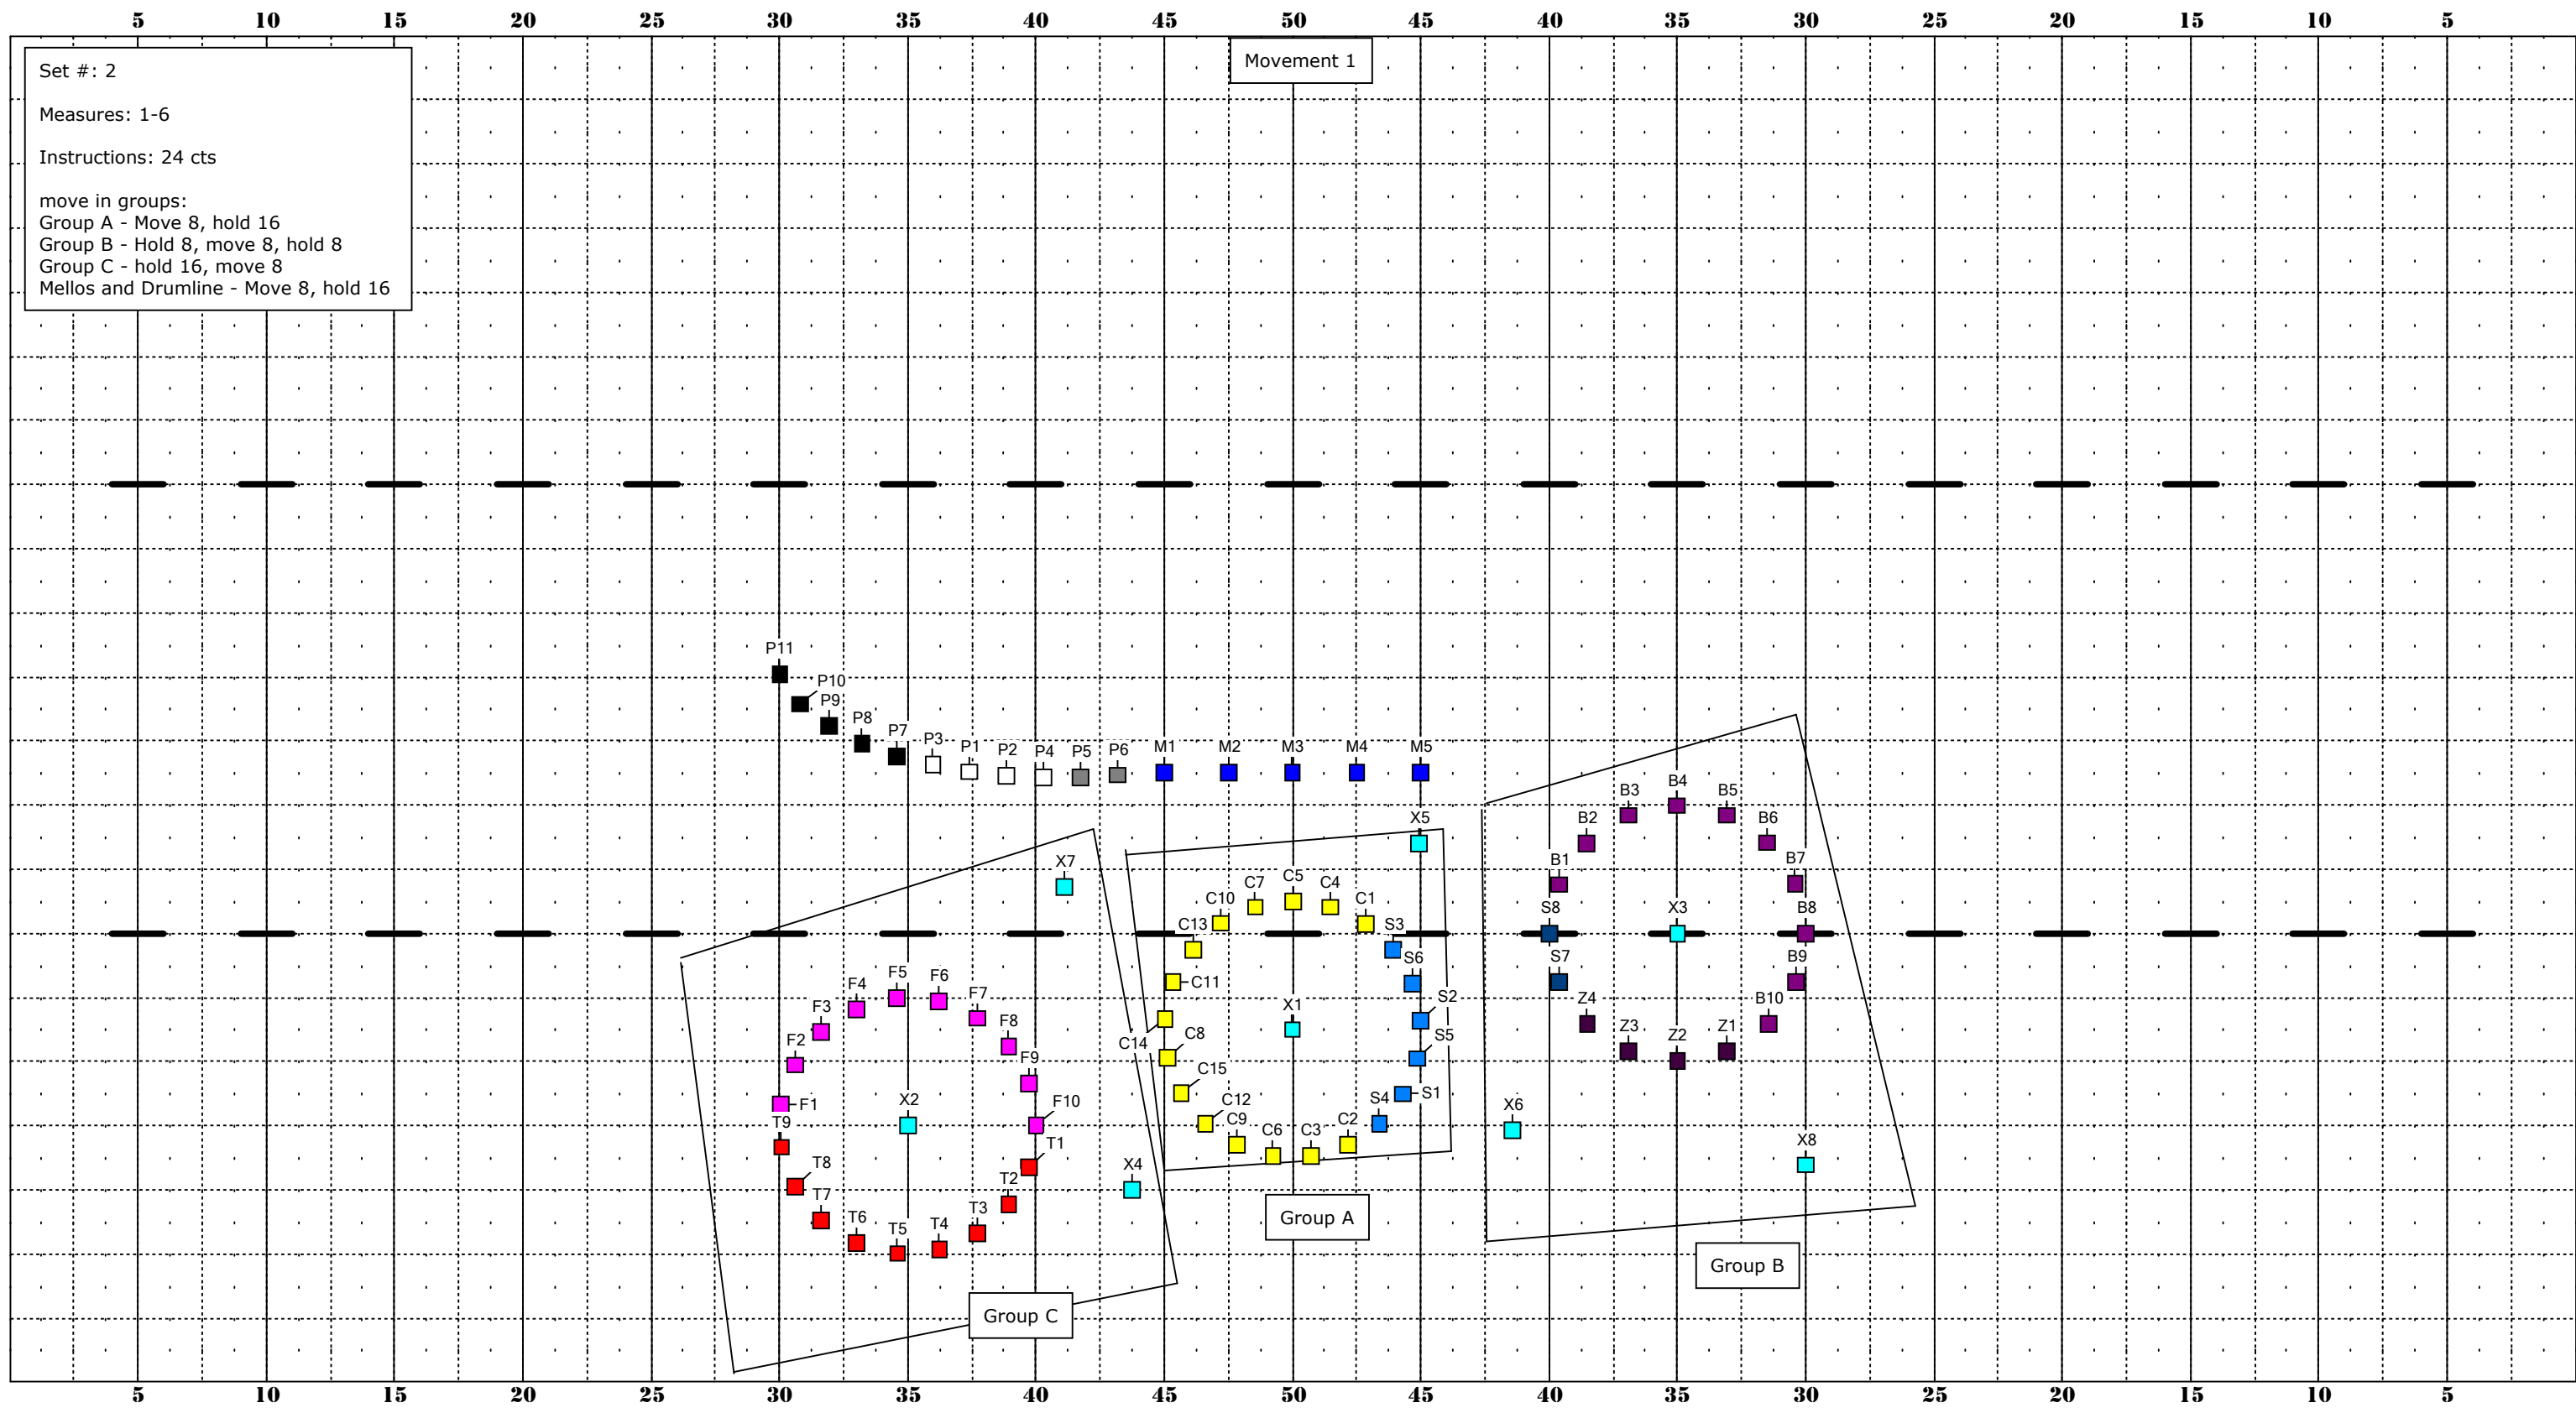 5 10 15 20 25 30 35 40 45 50 45 40 35 30 25 20 15 10 5
Movement 1
Set #: 2
Measures: 1-6
Instructions: 24 cts
move in groups:
Group A - Move 8, hold 16
Group B - Hold 8, move 8, hold 8
Group C - hold 16, move 8
Mellos and Drumline - Move 8, hold 16
P11
P10
P9
P8
P7
P3
P1 P2 P4 P5 P6 M1 M2 M3 M4 M5
B4
B3 B5
B2 B6
X5
X7
B1 B7
C5
C7 C4
C10 C1
S8 X3 B8
C13 S3
S6
S7 B9
C11
F5
F4 F6
F3 F7
S2
X1
Z4 B10
F8
C14
C8
S5
Z3 Z2 Z1
F2
F9
C15
S1
F1
X2
F10
C12
S4
X6
T9
C9 C6 C3 C2
T1
X8
T8
X4
T2
T7
T3
T6 T5 T4
Group A
Group B
Group C
5 10 15 20 25 30 35 40 45 50 45 40 35 30 25 20 15 10 5